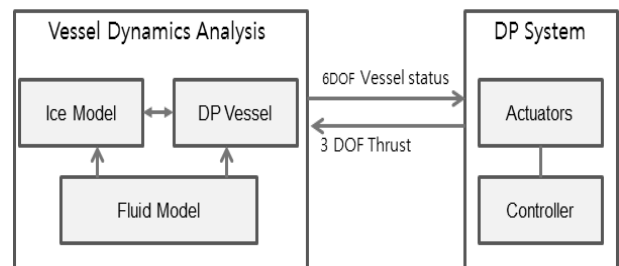 Vessel Dynamics Analysis
Ice Model
DP Vessel
Fluid Model
6DOF Vessel status
3 DOF Thrust
DP System
Actuators
Controller